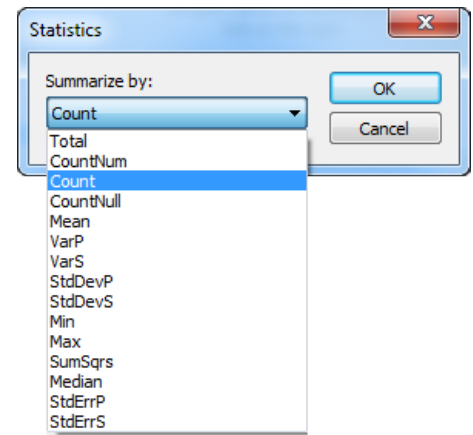 Statistics
Summarize by:
OK
Count
Cancel
Total
CountNum
Count
CountNull
Mean
VarP
VarS
StdDevP
StdDevS
Min
Max
SumSqrs
Median
StdErrP
StdErrS